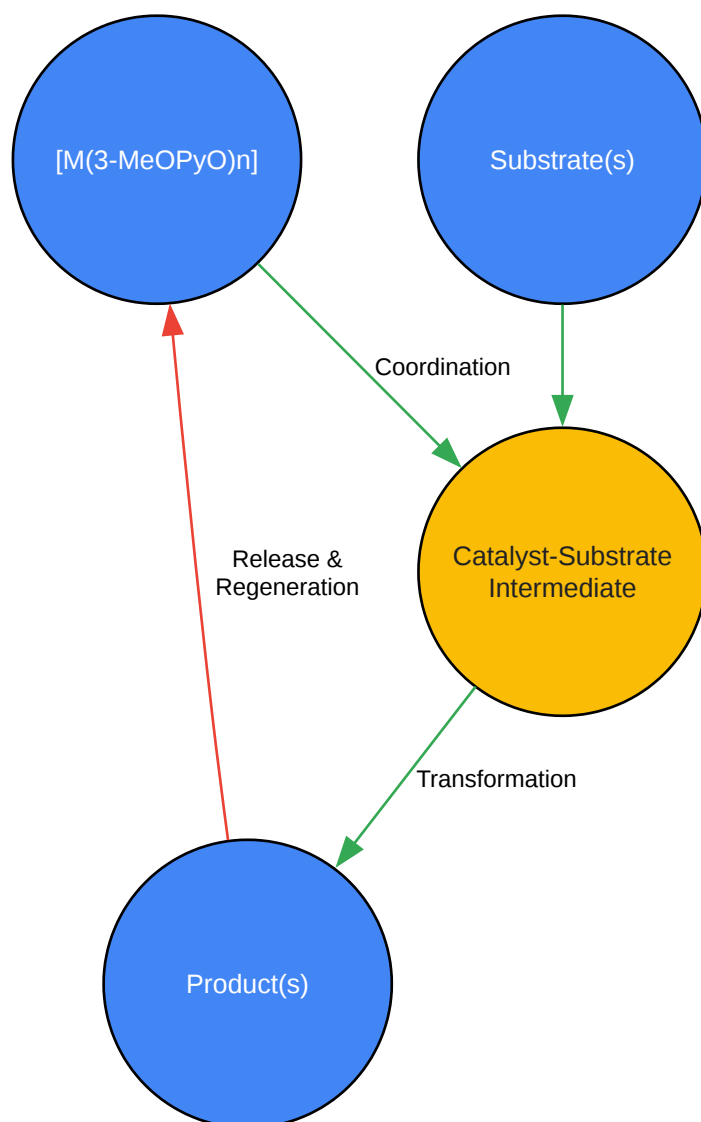 [M(3-MeOPyO)n]
Substrate(s)
Coordination
Catalyst-Substrate
Intermediate
Release &
Regeneration
Transformation
Product(s)